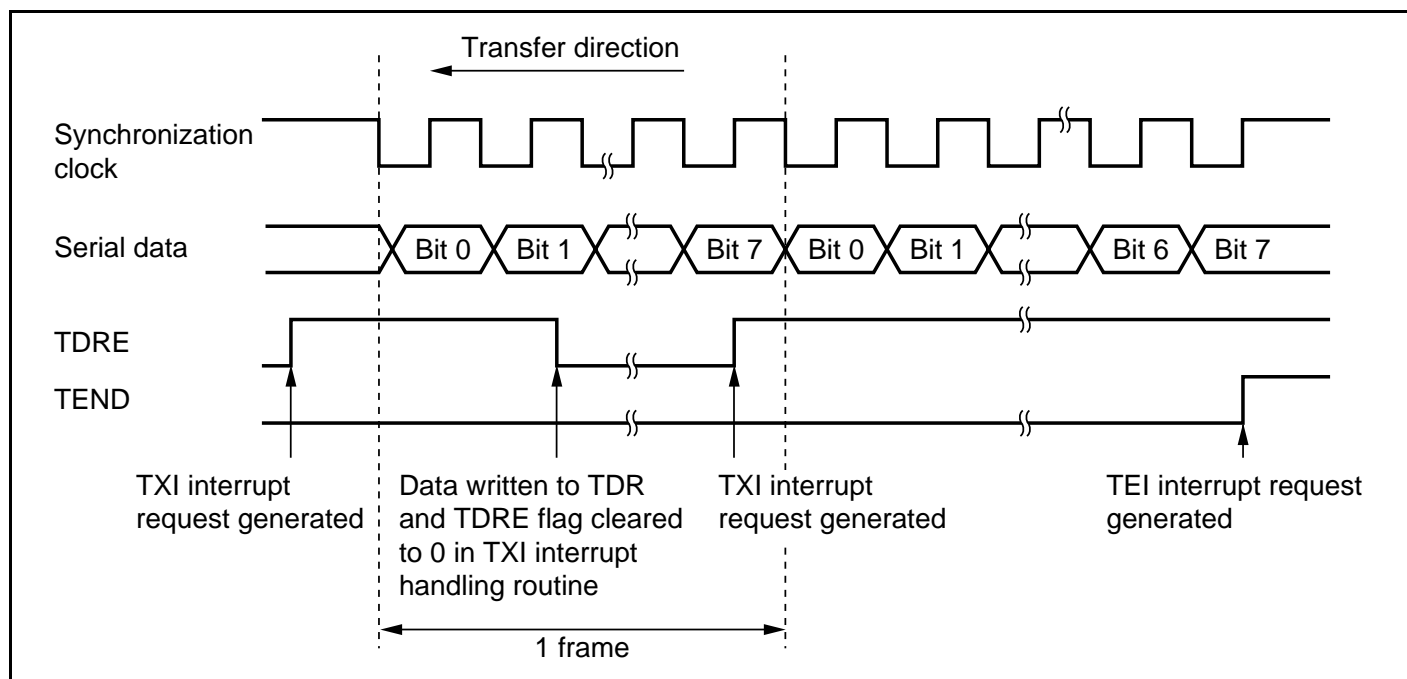 Transfer direction
Synchronization
clock
Serial data
Bit 0 Bit 1 Bit 7 Bit 0 Bit 1 Bit 6 Bit 7
TDRE
TEND
TXI interrupt
request generated
Data written to TDR
and TDRE flag cleared
to 0 in TXI interrupt
handling routine
TXI interrupt
request generated
TEI interrupt request
generated
1 frame